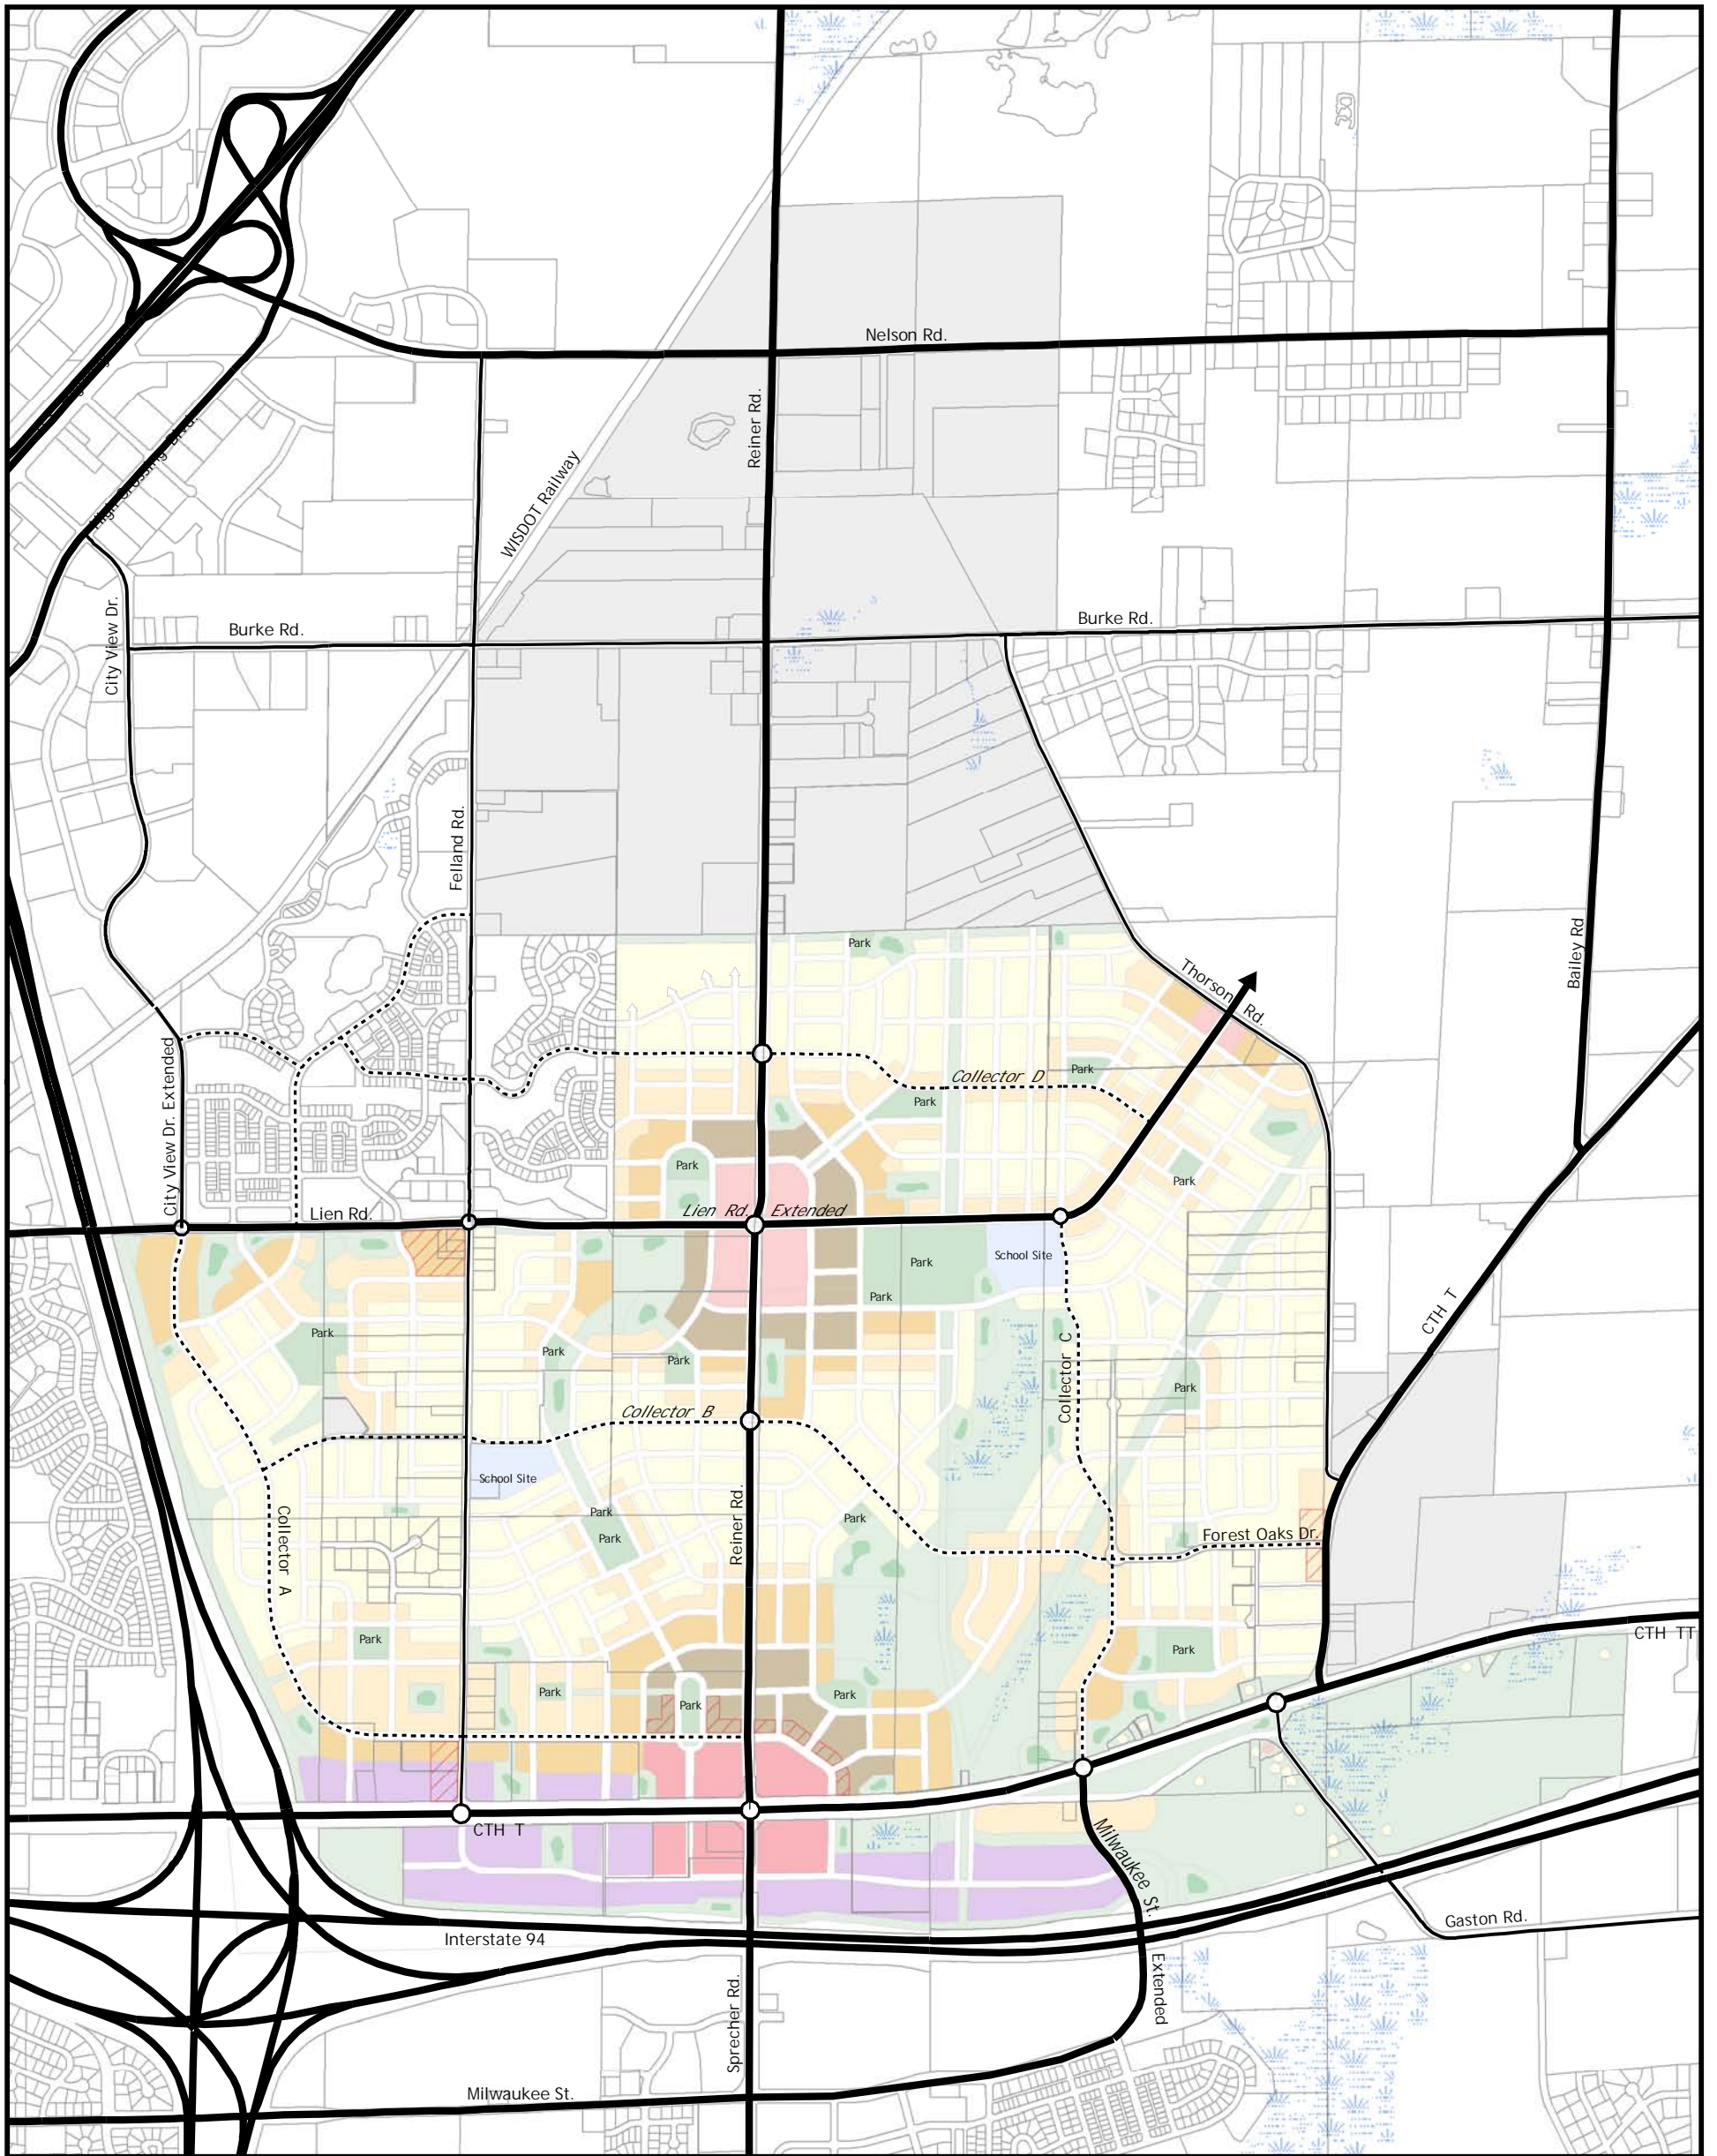 Nelson Rd.
Reiner Rd.
High Crossing Blvd.
WISDOT Railway
City View Dr.
Burke Rd.
Burke Rd.
Felland Rd.
Bailey Rd
Park
Thorson Rd.
City View Dr. Extended
Collector D
Park
Park
Park
Park
Lien Rd.
Lien Rd. Extended
School Site
Park
Park
CTH T
Park
Park
Park
Collector C
Park
Collector B
School Site
Reiner Rd.
Park
Park
Park
Collector A
Forest Oaks Dr.
Park
Park
CTH TT
Park
Park
Park
CTH T
Milwaukee St. Extended
Gaston Rd.
Interstate 94
Sprecher Rd.
Milwaukee St.